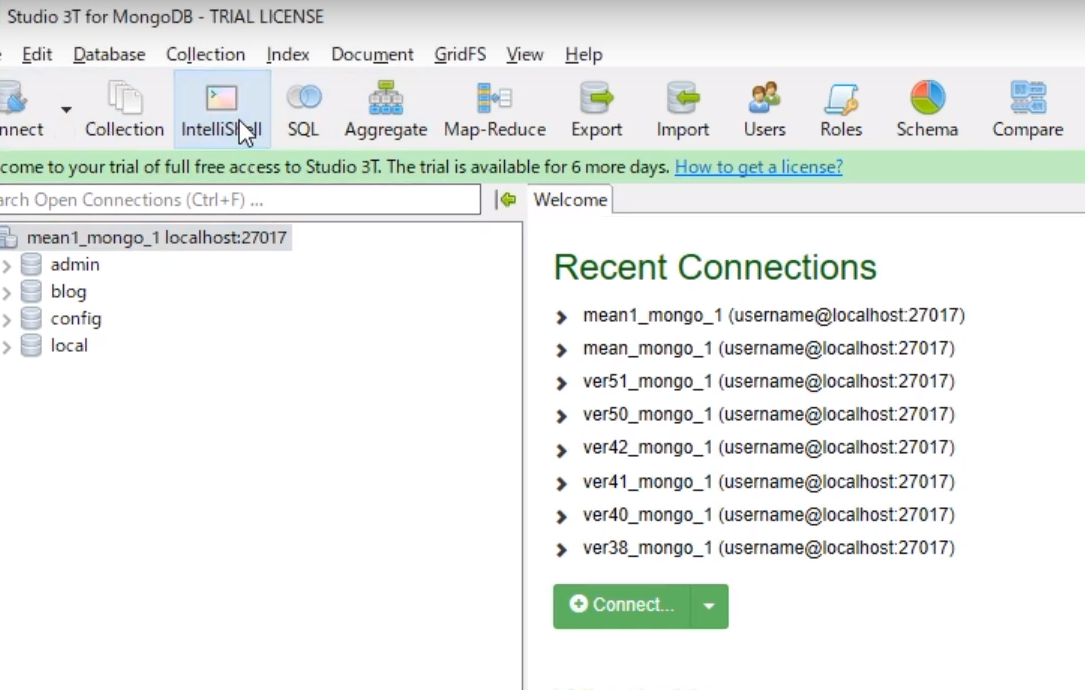 Studio 3T for MongoDB - TRIAL LICENSE
Edit Database Collection Index Document GridFS View Help
nnect Collection IntelliShell SQL Aggregate Map-Reduce Export Import Users Roles Schema Compare
come to your trial of full free access to Studio 3T. The trial is available for 6 more days. How to get a license?
arch Open Connections (Ctrl+F) ...
Welcome
mean1_mongo_1 localhost:27017
admin
blog
config
local
Recent Connections
mean1_mongo_1 (username@localhost:27017)
mean_mongo_1 (username@localhost:27017)
ver51_mongo_1 (username@localhost:27017)
ver50_mongo_1 (username@localhost:27017)
ver42_mongo_1 (username@localhost:27017)
ver41_mongo_1 (username@localhost:27017)
ver40_mongo_1 (username@localhost:27017)
ver38_mongo_1 (username@localhost:27017)
Connect...